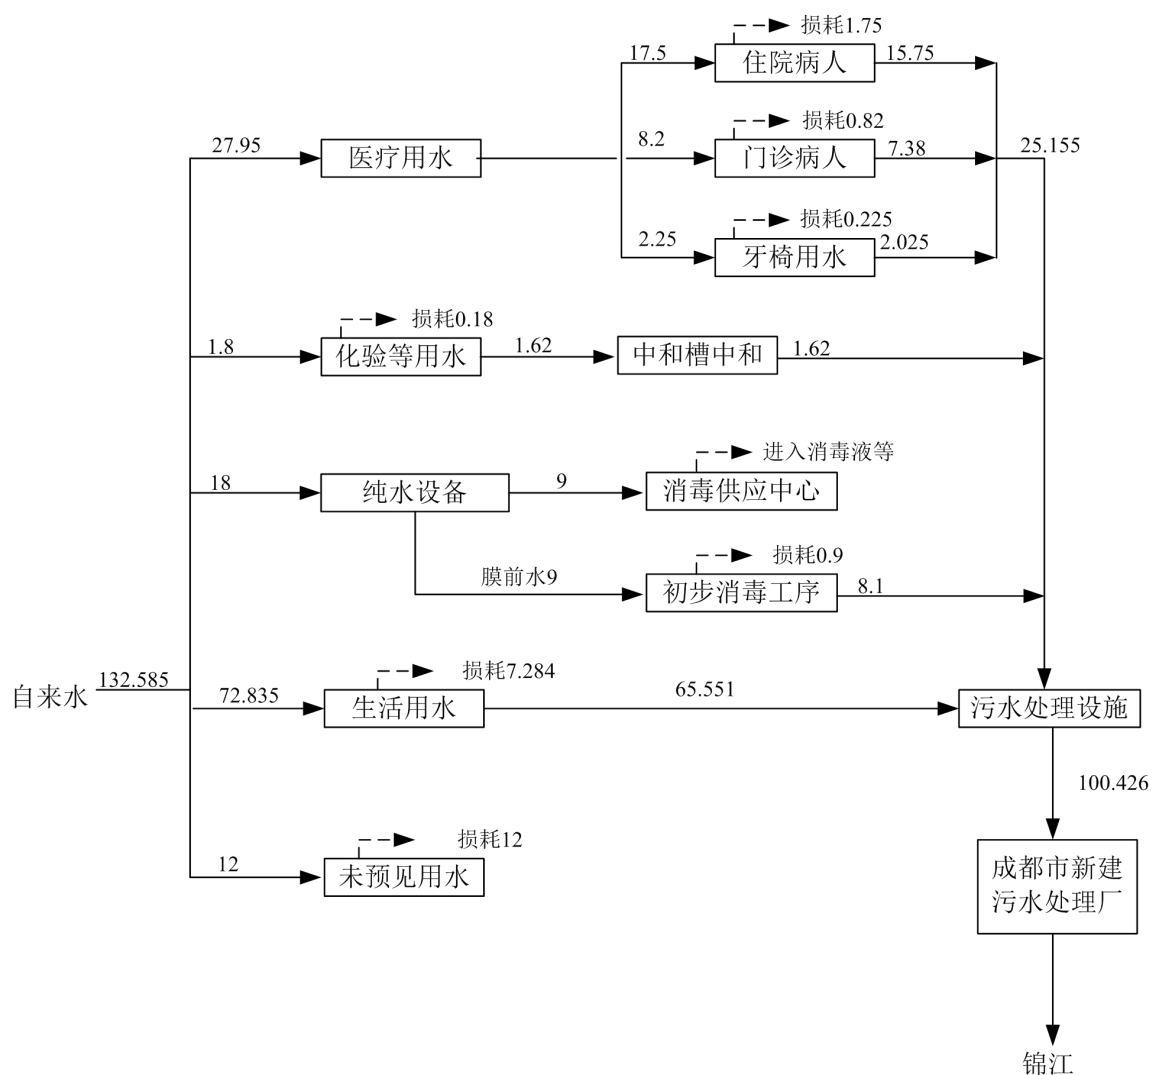 损耗1.75
17.5
住院病人
15.75
损耗0.82
27.95
医疗用水
8.2
门诊病人
7.38
25.155
损耗0.225
2.25
牙椅用水
2.025
损耗0.18
1.8
化验等用水
1.62
中和槽中和
1.62
进入消毒液等
18
纯水设备
9
消毒供应中心
损耗0.9
膜前水9
初步消毒工序
8.1
自来水
132.585
损耗7.284
72.835
生活用水
65.551
污水处理设施
100.426
损耗12
12
未预见用水
成都市新建
污水处理厂
锦江